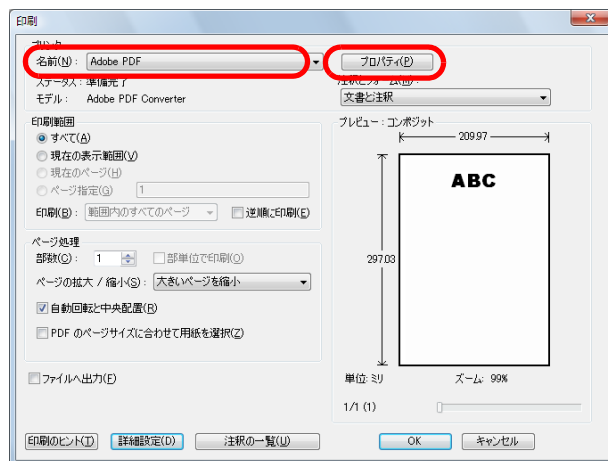 印刷
プリンタ
名前(N): Adobe PDF
プロパティ(P)
ステータス: 準備完了
注釈とフォーム(M):
モデル: Adobe PDF Converter
文書と注釈
印刷範囲
すべて(A)
現在の表示範囲(V)
現在のページ(H)
ページ指定(G) 1
印刷(B): 範囲内のすべてのページ
逆順に印刷(E)
ページ処理
部数(C): 1
部単位で印刷(O)
ページの拡大 / 縮小(S): 大きいページを縮小
自動回転と中央配置(R)
PDF のページサイズに合わせて用紙を選択(Z)
ファイルへ出力(F)
プレビュー: コンポジット
209.97
ABC
297.03
単位: ミリ
ズーム: 99%
1/1 (1)
印刷のヒント(T)
詳細設定(D)
注釈の一覧(U)
OK
キャンセル